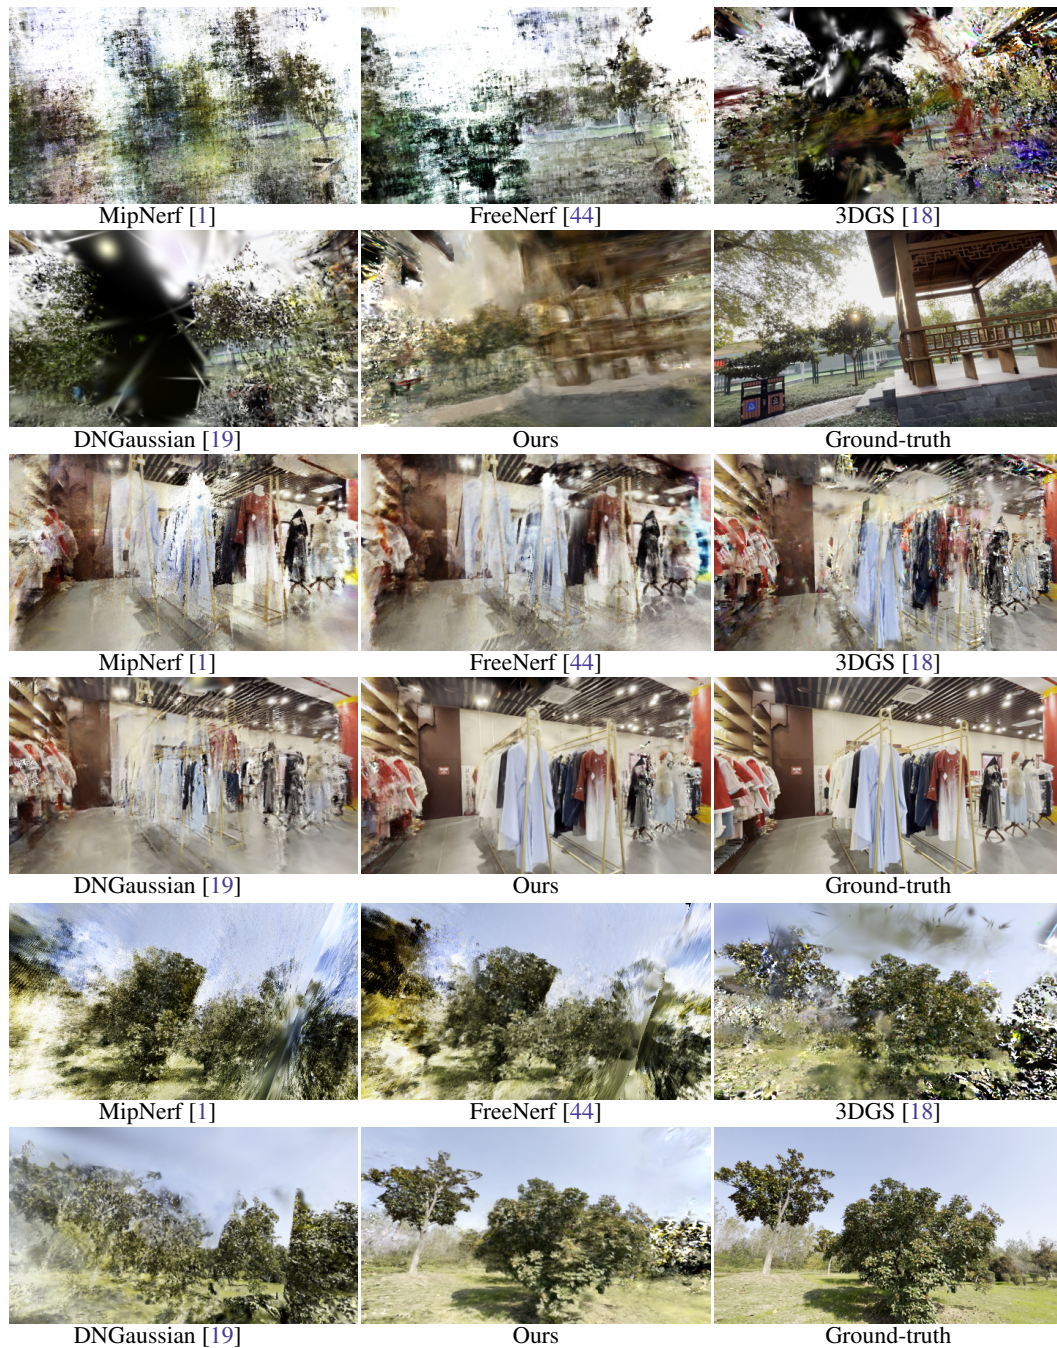 MipNerf [1]
FreeNerf [44]
3DGS [18]
DNGaussian [19]
Ours
Ground-truth
MipNerf [1]
FreeNerf [44]
3DGS [18]
DNGaussian [19]
Ours
Ground-truth
MipNerf [1]
FreeNerf [44]
3DGS [18]
DNGaussian [19]
Ours
Ground-truth